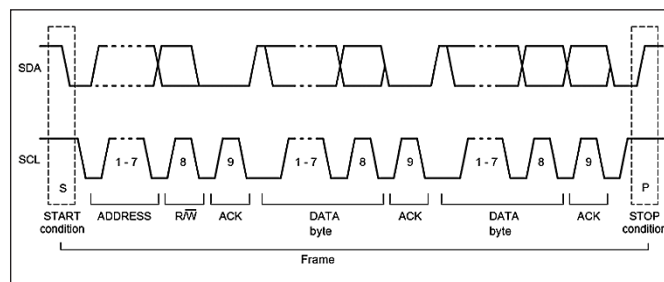 SDA
SCL
1 - 7 8 9 1 - 7 8 9 1 - 7 8 9
S P
START condition ADDRESS R/W̅ ACK DATA byte ACK DATA byte ACK STOP condition
Frame